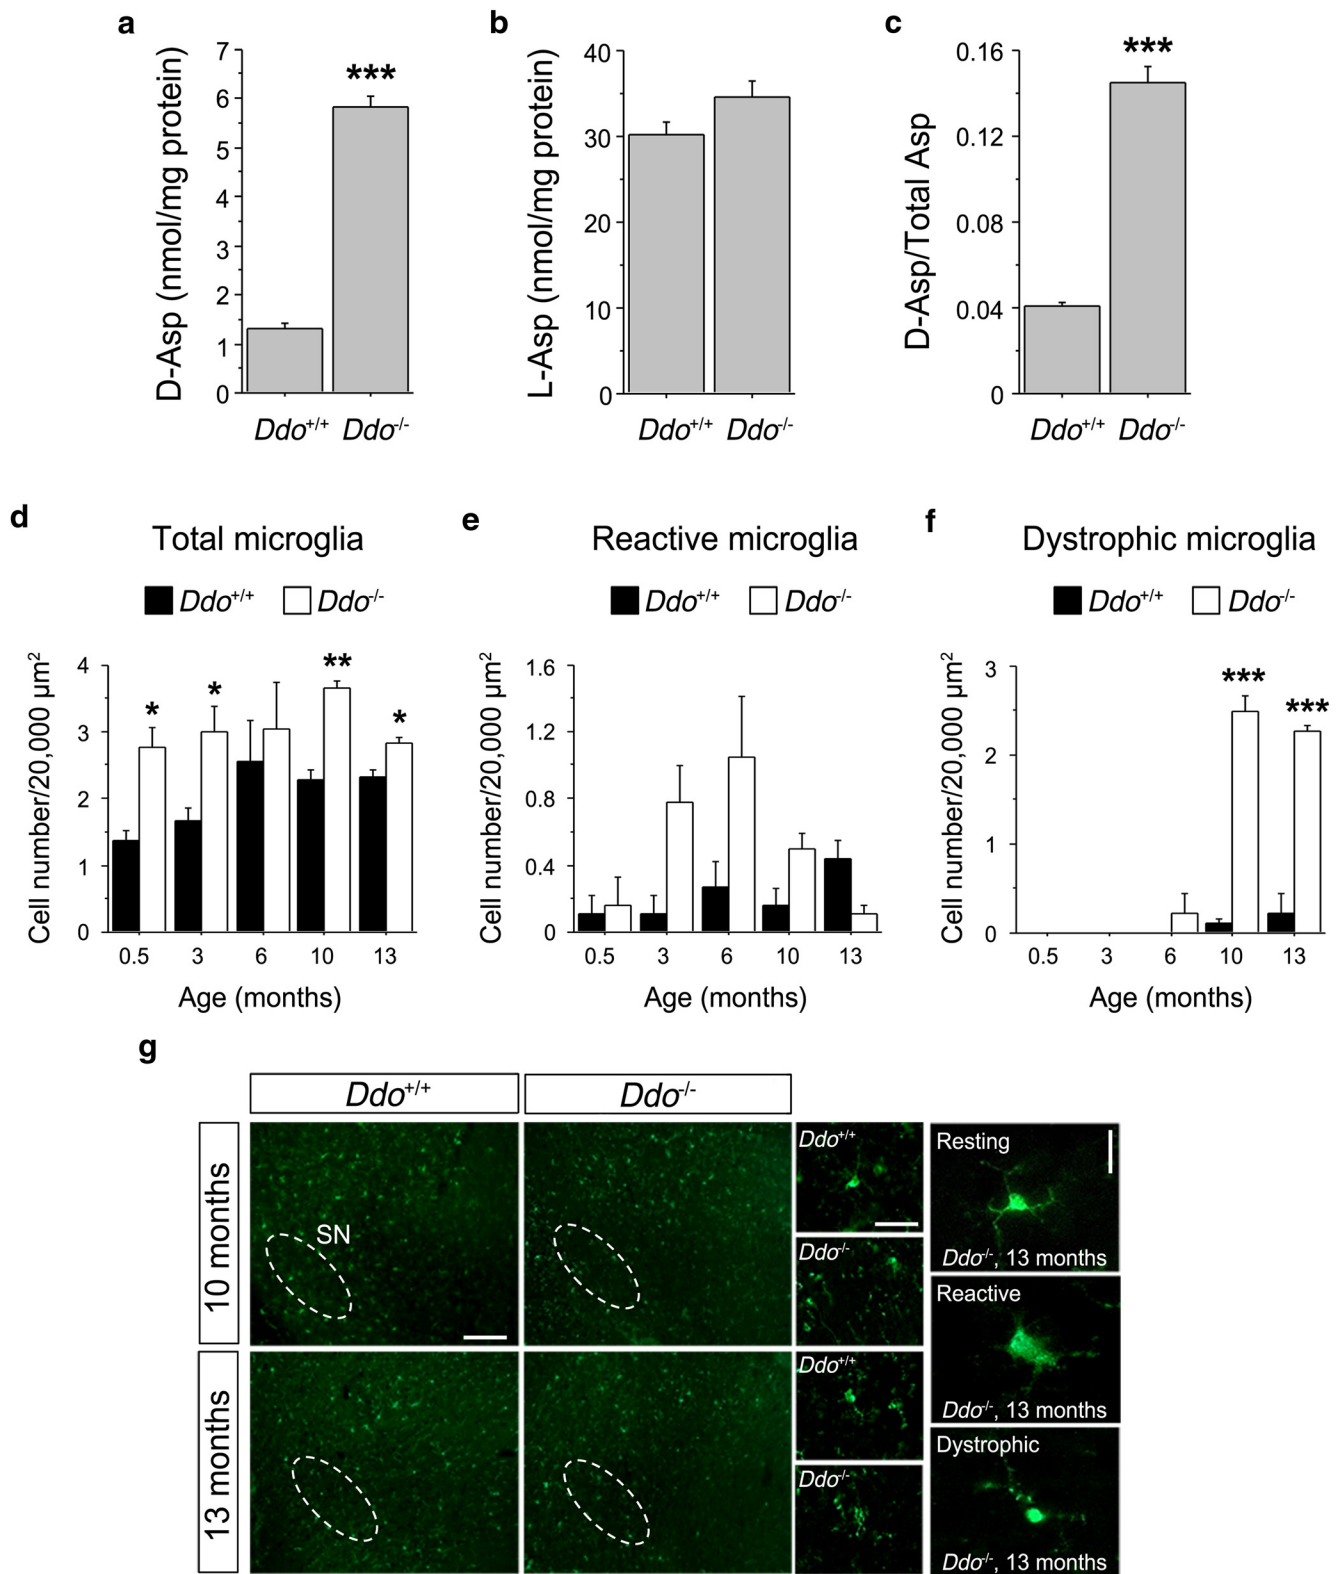 a
D-Asp (nmol/mg protein)
7
6
5
4
3
2
1
0
***
Ddo+/+ Ddo-/-
b
L-Asp (nmol/mg protein)
40
30
20
10
0
Ddo+/+ Ddo-/-
c
D-Asp/Total Asp
0.16
0.12
0.08
0.04
0
***
Ddo+/+ Ddo-/-
d
Total microglia
Ddo+/+ Ddo-/-
Cell number/20,000 µm²
4
3
2
1
0
* * ** *
0.5 3 6 10 13
Age (months)
e
Reactive microglia
Ddo+/+ Ddo-/-
Cell number/20,000 µm²
1.6
1.2
0.8
0.4
0
0.5 3 6 10 13
Age (months)
f
Dystrophic microglia
Ddo+/+ Ddo-/-
Cell number/20,000 µm²
3
2
1
0
*** ***
0.5 3 6 10 13
Age (months)
g
Ddo+/+
Ddo-/-
10 months
SN
13 months
Ddo+/+
Ddo-/-
Ddo+/+
Ddo-/-
Resting
Ddo-/-, 13 months
Reactive
Ddo-/-, 13 months
Dystrophic
Ddo-/-, 13 months